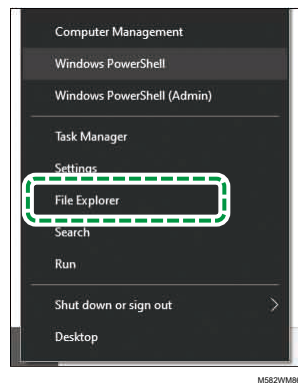 Computer Management
Windows PowerShell
Windows PowerShell (Admin)
Task Manager
Settings
File Explorer
Search
Run
Shut down or sign out
Desktop